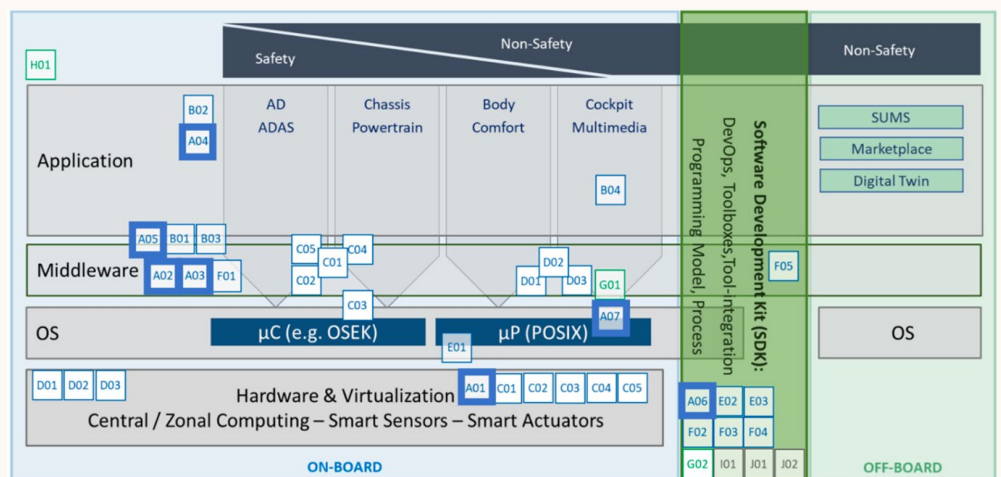 Safety
Non-Safety
Non-Safety
H01
Application
B02
A04
AD
ADAS
Chassis
Powertrain
Body
Comfort
Cockpit
Multimedia
B04
SUMS
Marketplace
Digital Twin
Software Development Kit (SDK):
DevOps, Toolboxes,Tool-integration
Programming Model, Process
A05 B01 B03
Middleware
A02 A03 F01
C05 C04
C01
C02
C03
D02
D01 D03
G01
F05
OS
µC (e.g. OSEK)
µP (POSIX)
A07
E01
OS
D01 D02 D03
Hardware & Virtualization
A01 C01 C02 C03 C04 C05
Central / Zonal Computing – Smart Sensors – Smart Actuators
A06 E02 E03
F02 F03 F04
G02 I01 J01 J02
ON-BOARD
OFF-BOARD